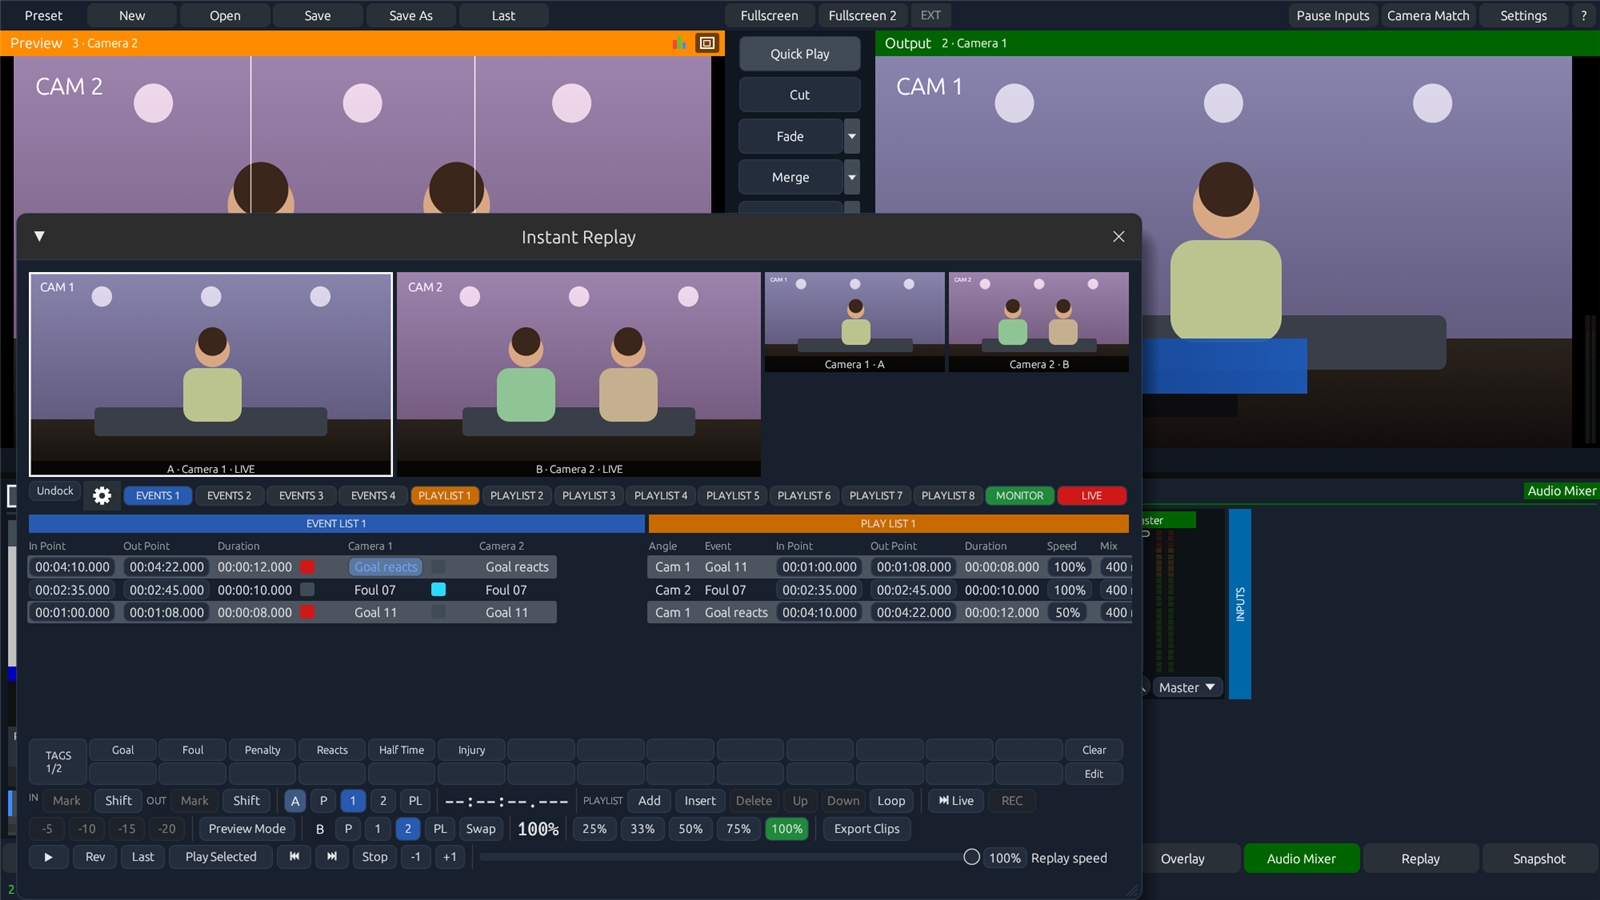 Preset New Open Save Save As Last Fullscreen Fullscreen 2 EXT Pause Inputs Camera Match Settings ?
Preview 3 · Camera 2
Output 2 · Camera 1
CAM 2
Quick Play
Cut
Fade
Merge
CAM 1
Instant Replay
CAM 1
A · Camera 1 · LIVE
CAM 2
B · Camera 2 · LIVE
CAM 1
Camera 1 · A
CAM 2
Camera 2 · B
Undock EVENTS 1 EVENTS 2 EVENTS 3 EVENTS 4 PLAYLIST 1 PLAYLIST 2 PLAYLIST 3 PLAYLIST 4 PLAYLIST 5 PLAYLIST 6 PLAYLIST 7 PLAYLIST 8 MONITOR LIVE
EVENT LIST 1
In Point Out Point Duration Camera 1 Camera 2
00:04:10.000 00:04:22.000 00:00:12.000 Goal reacts Goal reacts
00:02:35.000 00:02:45.000 00:00:10.000 Foul 07 Foul 07
00:01:00.000 00:01:08.000 00:00:08.000 Goal 11 Goal 11
PLAY LIST 1
Angle Event In Point Out Point Duration Speed Mix
Cam 1 Goal 11 00:01:00.000 00:01:08.000 00:00:08.000 100% 400
Cam 2 Foul 07 00:02:35.000 00:02:45.000 00:00:10.000 100% 400
Cam 1 Goal reacts 00:04:10.000 00:04:22.000 00:00:12.000 50% 400
TAGS
1/2
Goal Foul Penalty Reacts Half Time Injury Clear
Edit
IN Mark Shift OUT Mark Shift A P 1 2 PL --:--:--.--- PLAYLIST Add Insert Delete Up Down Loop Live REC
-5 -10 -15 -20 Preview Mode B P 1 2 PL Swap 100% 25% 33% 50% 75% 100% Export Clips
Rev Last Play Selected Stop -1 +1 100% Replay speed
Audio Mixer
ster
INPUTS
Master
Overlay Audio Mixer Replay Snapshot
2